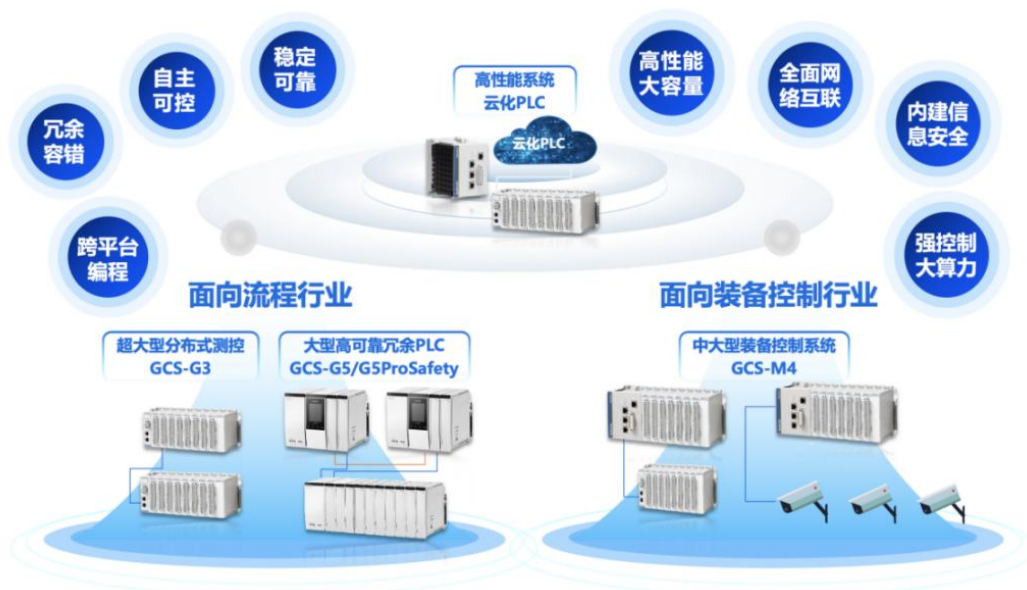 稳定
可靠
自主
可控
冗余
容错
跨平台
编程
高性能系统
云化PLC
云化PLC
高性能
大容量
全面网
络互联
内建信
息安全
强控制
大算力
面向流程行业
面向装备控制行业
超大型分布式测控
GCS-G3
大型高可靠冗余PLC
GCS-G5/G5ProSafety
中大型装备控制系统
GCS-M4